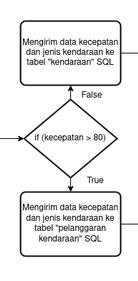 Mengirim data kecepatan
dan jenis kendaraan ke
tabel "kendaraan" SQL
False
if (kecepatan > 80)
True
Mengirim data kecepatan
dan jenis kendaraan ke
tabel "pelanggaran
kendaraan" SQL